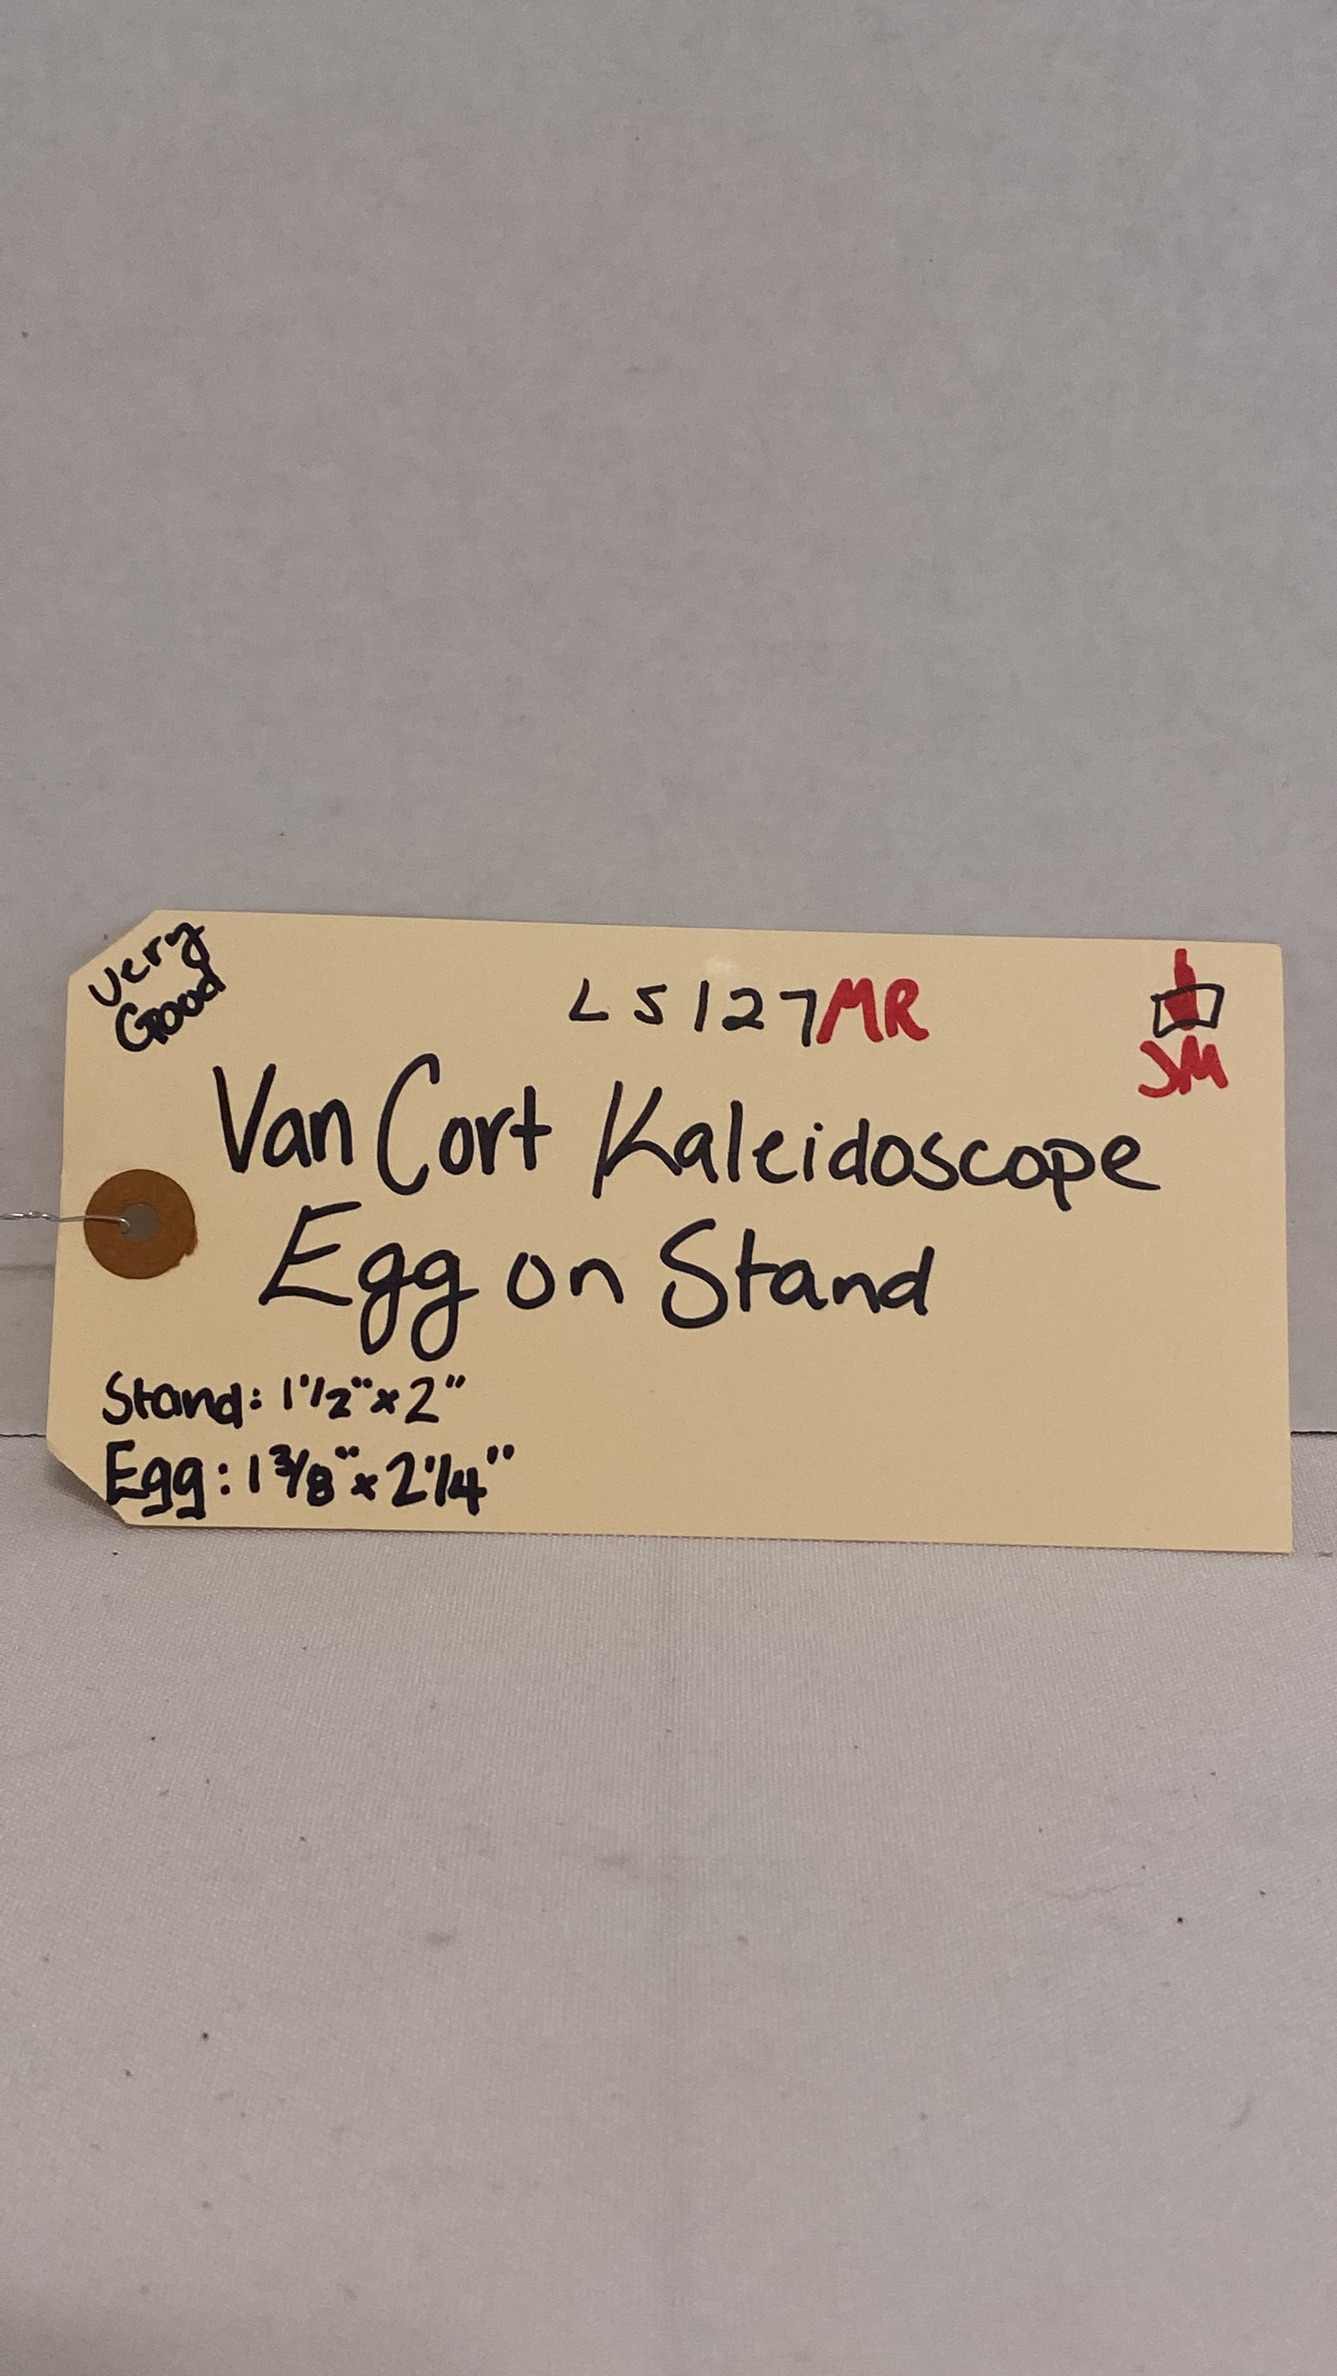 Very
Good
LS127MR
JM
Van Cort Kaleidoscope
Egg on Stand
Stand: 1 1/2" x 2"
Egg: 1 3/8" x 2 1/4"